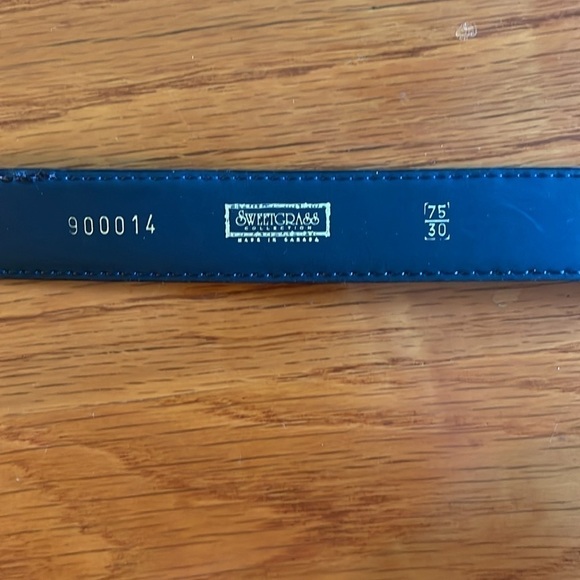 900014
SWEETGRASS
COLLECTION
MADE IN CANADA
75
30